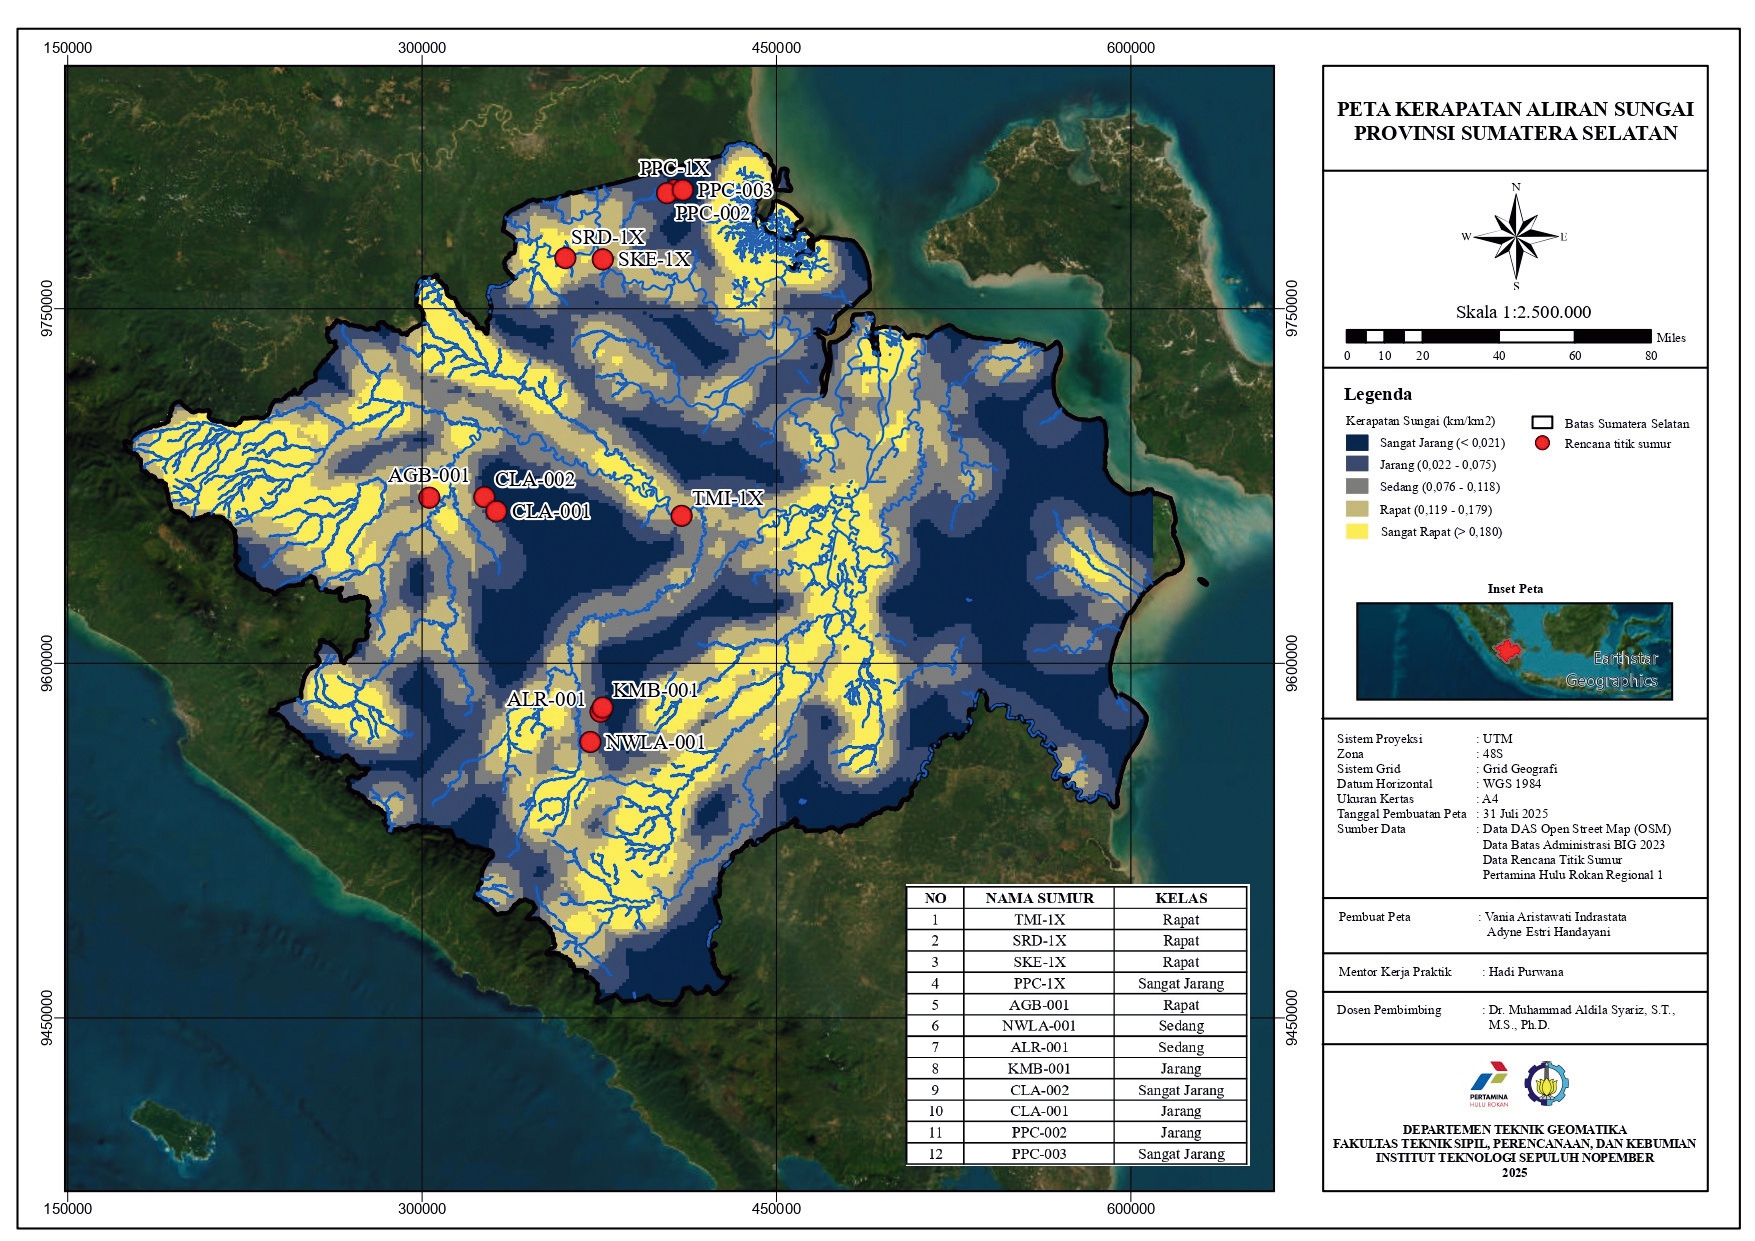 150000 300000 450000 600000
9750000 9750000
9600000 9600000
9450000 9450000
150000 300000 450000 600000
PPC-1X
PPC-003
PPC-002
SRD-1X
SKE-1X
AGB-001
CLA-002
CLA-001
TMI-1X
KMB-001
ALR-001
NWLA-001
NO NAMA SUMUR KELAS
1 TMI-1X Rapat
2 SRD-1X Rapat
3 SKE-1X Rapat
4 PPC-1X Sangat Jarang
5 AGB-001 Rapat
6 NWLA-001 Sedang
7 ALR-001 Sedang
8 KMB-001 Jarang
9 CLA-002 Sangat Jarang
10 CLA-001 Jarang
11 PPC-002 Jarang
12 PPC-003 Sangat Jarang
PETA KERAPATAN ALIRAN SUNGAI
PROVINSI SUMATERA SELATAN
N
W E
S
Skala 1:2.500.000
Miles
0 10 20 40 60 80
Legenda
Kerapatan Sungai (km/km2)
Sangat Jarang (< 0,021)
Jarang (0,022 - 0,075)
Sedang (0,076 - 0,118)
Rapat (0,119 - 0,179)
Sangat Rapat (> 0,180)
Batas Sumatera Selatan
Rencana titik sumur
Inset Peta
Earthstar
Geographics
Sistem Proyeksi : UTM
Zona : 48S
Sistem Grid : Grid Geografi
Datum Horizontal : WGS 1984
Ukuran Kertas : A4
Tanggal Pembuatan Peta : 31 Juli 2025
Sumber Data : Data DAS Open Street Map (OSM)
Data Batas Administrasi BIG 2023
Data Rencana Titik Sumur
Pertamina Hulu Rokan Regional 1
Pembuat Peta : Vania Aristawati Indrastata
Adyne Estri Handayani
Mentor Kerja Praktik : Hadi Purwana
Dosen Pembimbing : Dr. Muhammad Aldila Syariz, S.T.,
M.S., Ph.D.
PERTAMINA
HULU ROKAN
DEPARTEMEN TEKNIK GEOMATIKA
FAKULTAS TEKNIK SIPIL, PERENCANAAN, DAN KEBUMIAN
INSTITUT TEKNOLOGI SEPULUH NOPEMBER
2025